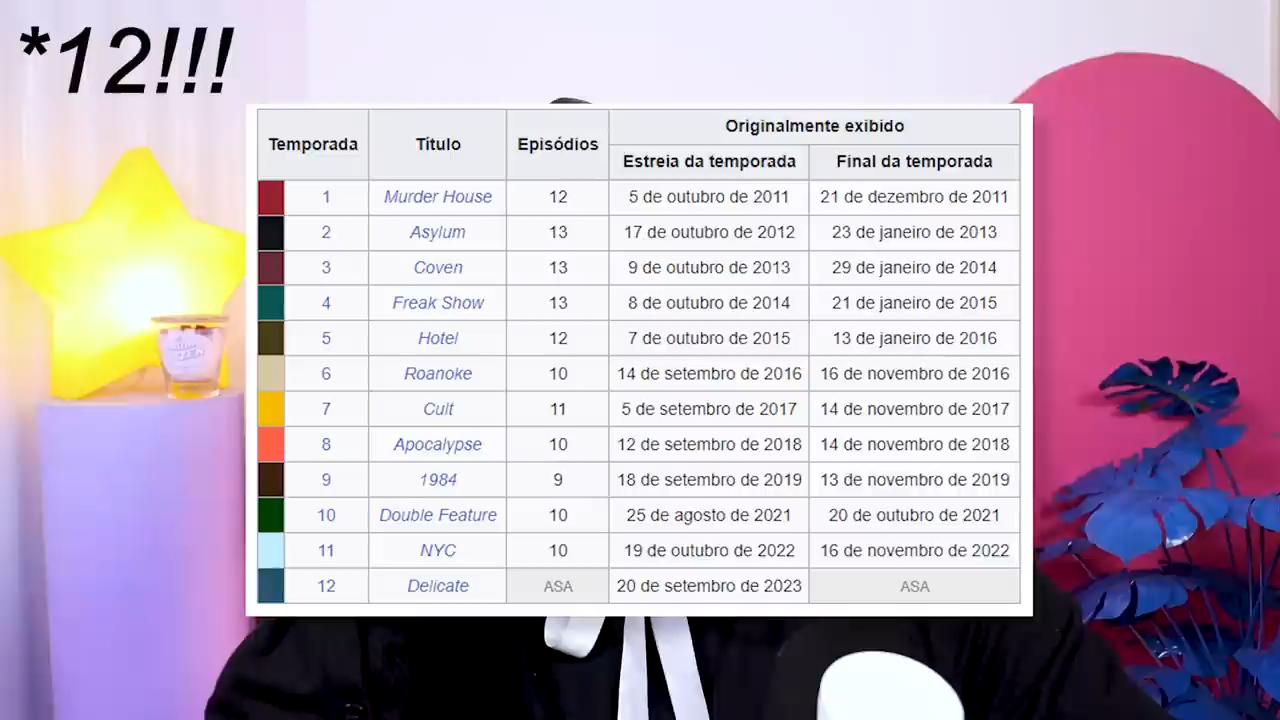 *12!!!
Temporada Título Episódios Originalmente exibido
Estreia da temporada Final da temporada
1 Murder House 12 5 de outubro de 2011 21 de dezembro de 2011
2 Asylum 13 17 de outubro de 2012 23 de janeiro de 2013
3 Coven 13 9 de outubro de 2013 29 de janeiro de 2014
4 Freak Show 13 8 de outubro de 2014 21 de janeiro de 2015
5 Hotel 12 7 de outubro de 2015 13 de janeiro de 2016
6 Roanoke 10 14 de setembro de 2016 16 de novembro de 2016
7 Cult 11 5 de setembro de 2017 14 de novembro de 2017
8 Apocalypse 10 12 de setembro de 2018 14 de novembro de 2018
9 1984 9 18 de setembro de 2019 13 de novembro de 2019
10 Double Feature 10 25 de agosto de 2021 20 de outubro de 2021
11 NYC 10 19 de outubro de 2022 16 de novembro de 2022
12 Delicate ASA 20 de setembro de 2023 ASA
ZEN